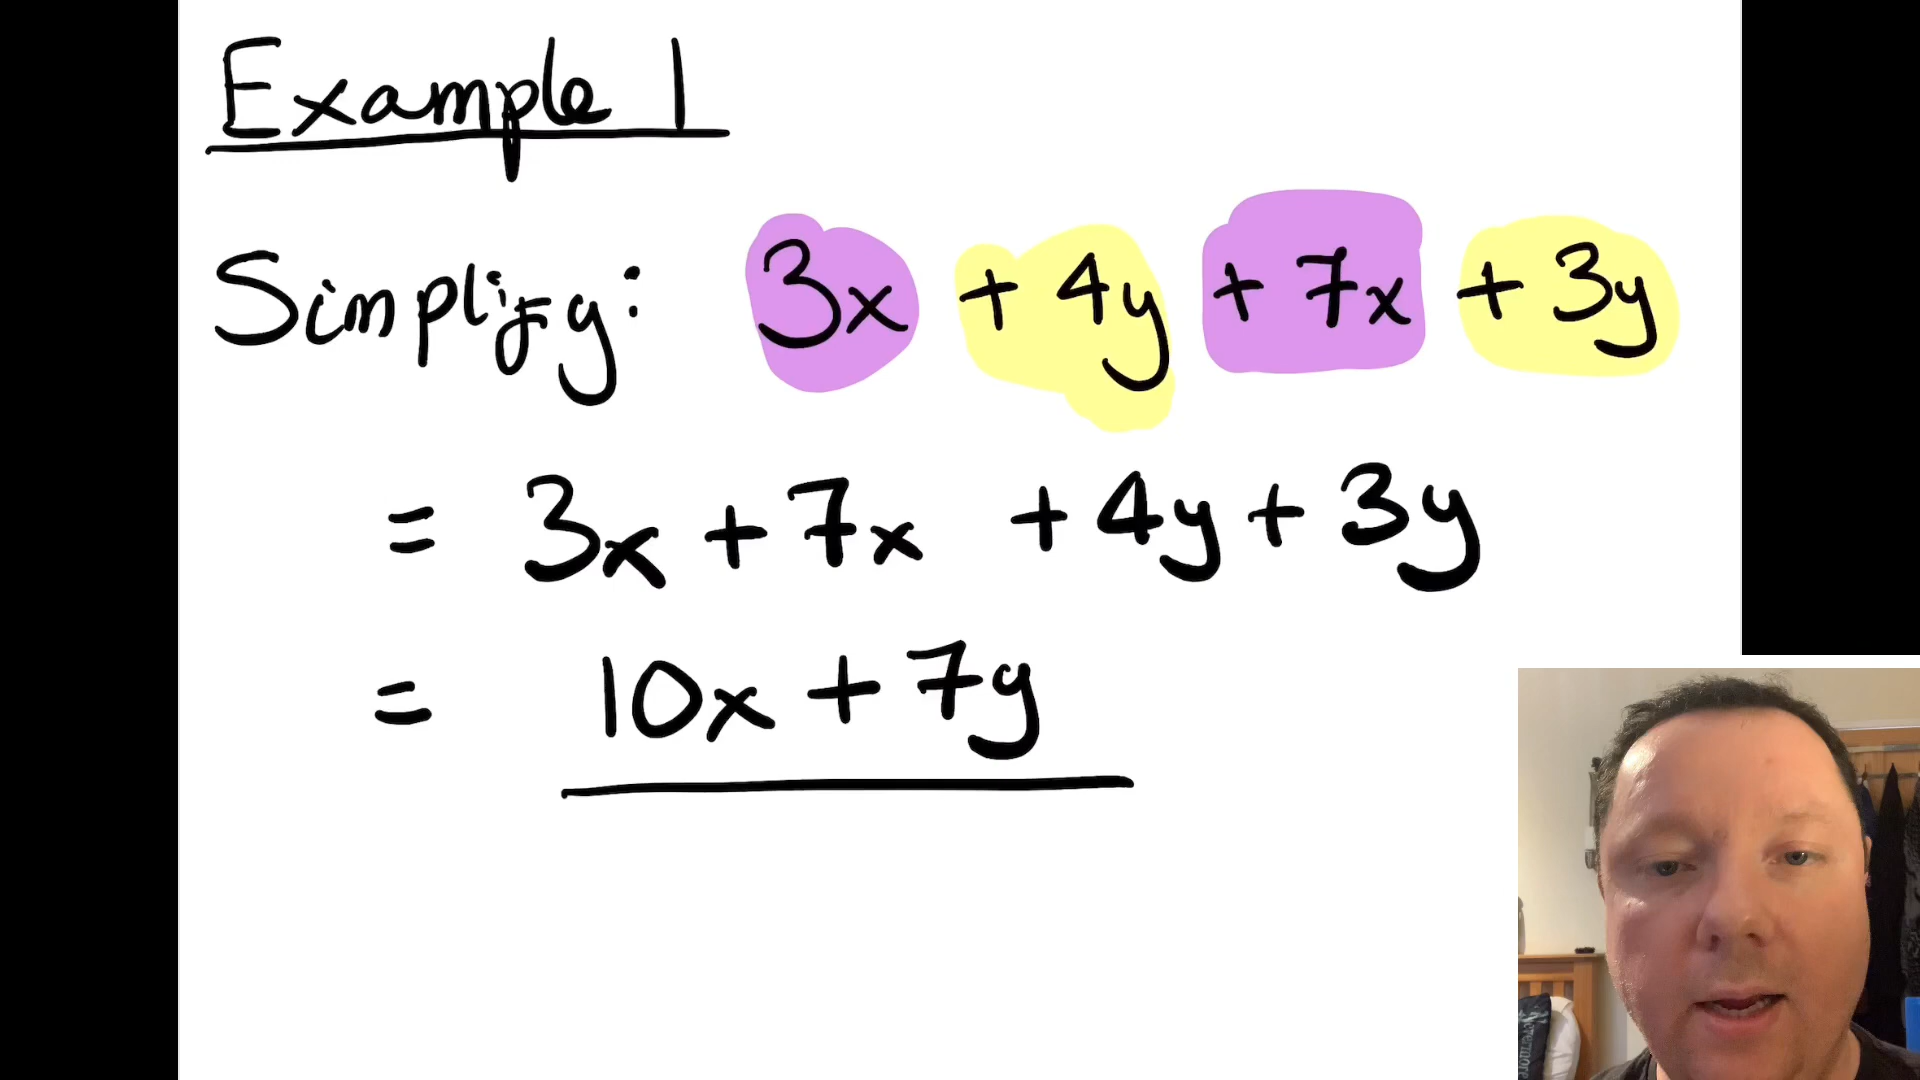 Example 1
Simplify: 3x + 4y + 7x + 3y
= 3x + 7x + 4y + 3y
= 10x + 7y